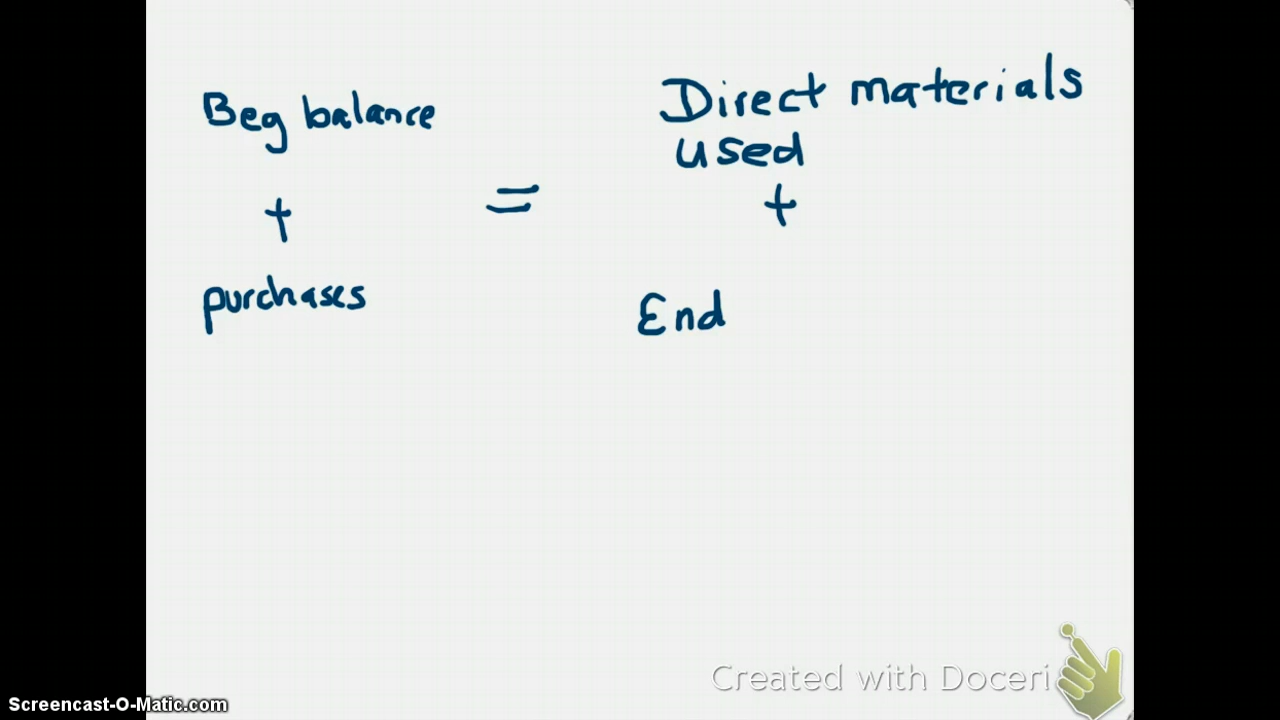 Beg balance
+
purchases
=
Direct materials
used
+
End
Created with Doceri
Screencast-O-Matic.com